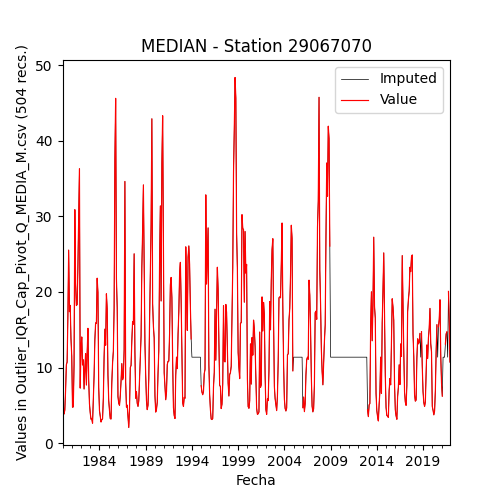 MEDIAN - Station 29067070
Values in Outlier_IQR_Cap_Pivot_Q_MEDIA_M.csv (504 recs.)
50
40
30
20
10
0
Imputed
Value
1984 1989 1994 1999 2004 2009 2014 2019
Fecha